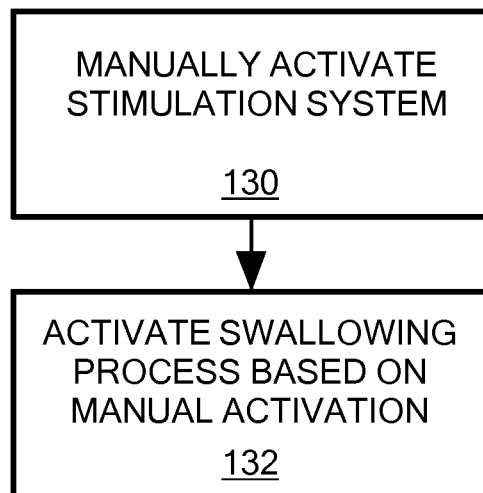 MANUALLY ACTIVATE
STIMULATION SYSTEM
130
ACTIVATE SWALLOWING
PROCESS BASED ON
MANUAL ACTIVATION
132